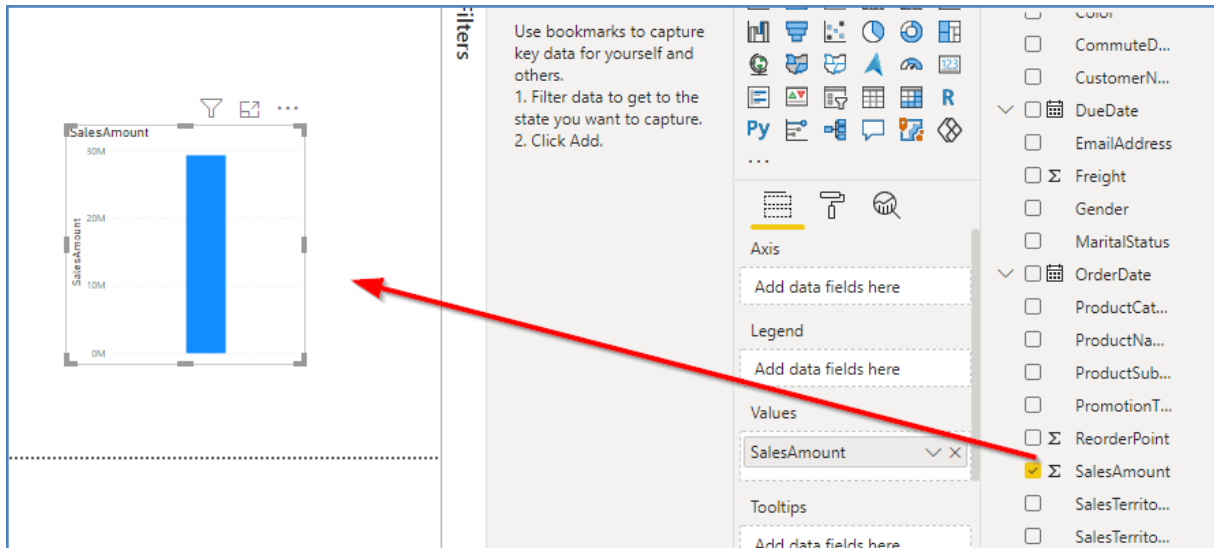 SalesAmount
30M
20M
10M
0M
SalesAmount
Filters
Use bookmarks to capture
key data for yourself and
others.
1. Filter data to get to the
state you want to capture.
2. Click Add.
123
R
Py
...
Axis
Add data fields here
Legend
Add data fields here
Values
SalesAmount
Tooltips
Add data fields here
Color
CommuteD...
CustomerN...
DueDate
EmailAddress
Σ Freight
Gender
MaritalStatus
OrderDate
ProductCat...
ProductNa...
ProductSub...
PromotionT...
Σ ReorderPoint
Σ SalesAmount
SalesTerrito...
SalesTerrito...